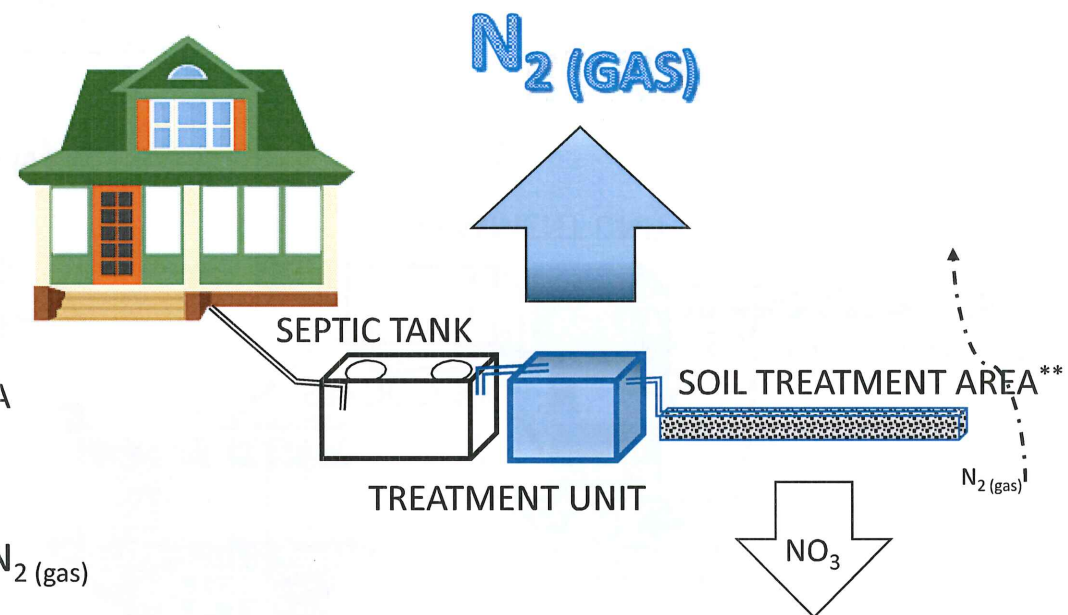 N2 (GAS)
SEPTIC TANK
SOIL TREATMENT AREA**
A
TREATMENT UNIT
N2 (gas)
NO3
N2 (gas)